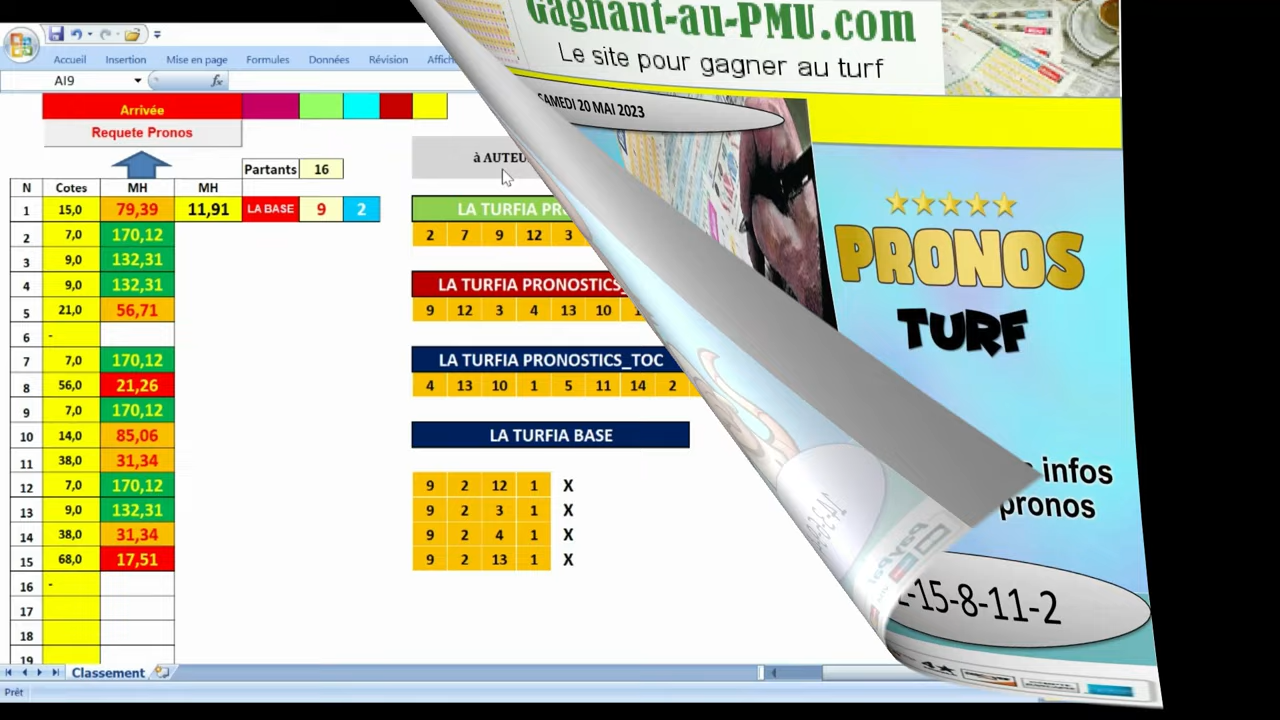 Accueil Insertion Mise en page Formules Données Révision
AI9 fx
Arrivée
Requete Pronos
Partants 16
N Cotes MH MH
1 15,0 79,39 11,91 LA BASE 9 2
2 7,0 170,12
3 9,0 132,31
4 9,0 132,31
5 21,0 56,71
6 -
7 7,0 170,12
8 56,0 21,26
9 7,0 170,12
10 14,0 85,06
11 38,0 31,34
12 7,0 170,12
13 9,0 132,31
14 38,0 31,34
15 68,0 17,51
16 -
17
18
19
à
LA TURFIA
2 7 9 12 3
LA TURFIA PRONOSTICS_
9 12 3 4 13 10
LA TURFIA PRONOSTICS_TOC
4 13 10 1 5 11 14 2
LA TURFIA BASE
9 2 12 1 X
9 2 3 1 X
9 2 4 1 X
9 2 13 1 X
Classement
Prêt
Gagnant-au-PMU.com
Le site pour gagner au turf
SAMEDI 20 MAI 2023
PRONOS
TURF
infos
pronos
-15-8-11-2